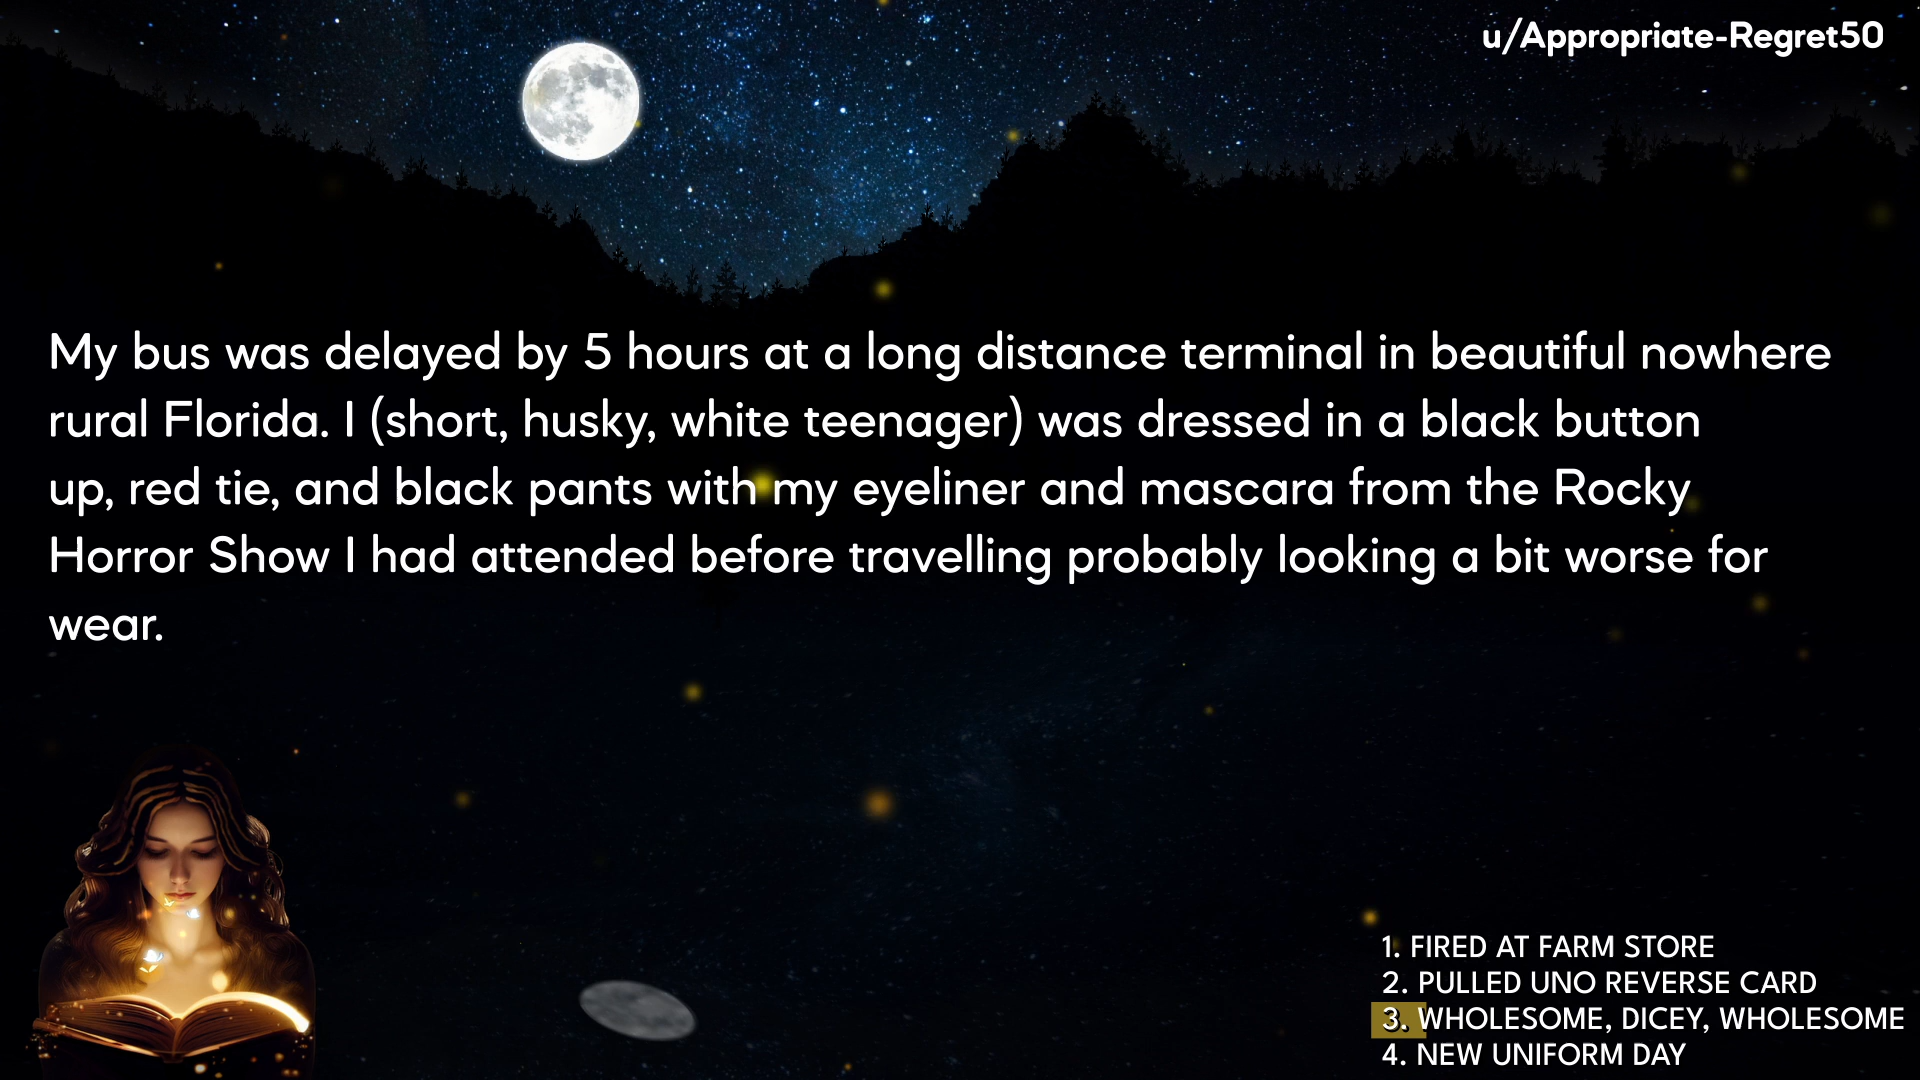 u/Appropriate-Regret50
My bus was delayed by 5 hours at a long distance terminal in beautiful nowhere
rural Florida. I (short, husky, white teenager) was dressed in a black button
up, red tie, and black pants with my eyeliner and mascara from the Rocky
Horror Show I had attended before travelling probably looking a bit worse for
wear.
1. FIRED AT FARM STORE
2. PULLED UNO REVERSE CARD
3. WHOLESOME, DICEY, WHOLESOME
4. NEW UNIFORM DAY